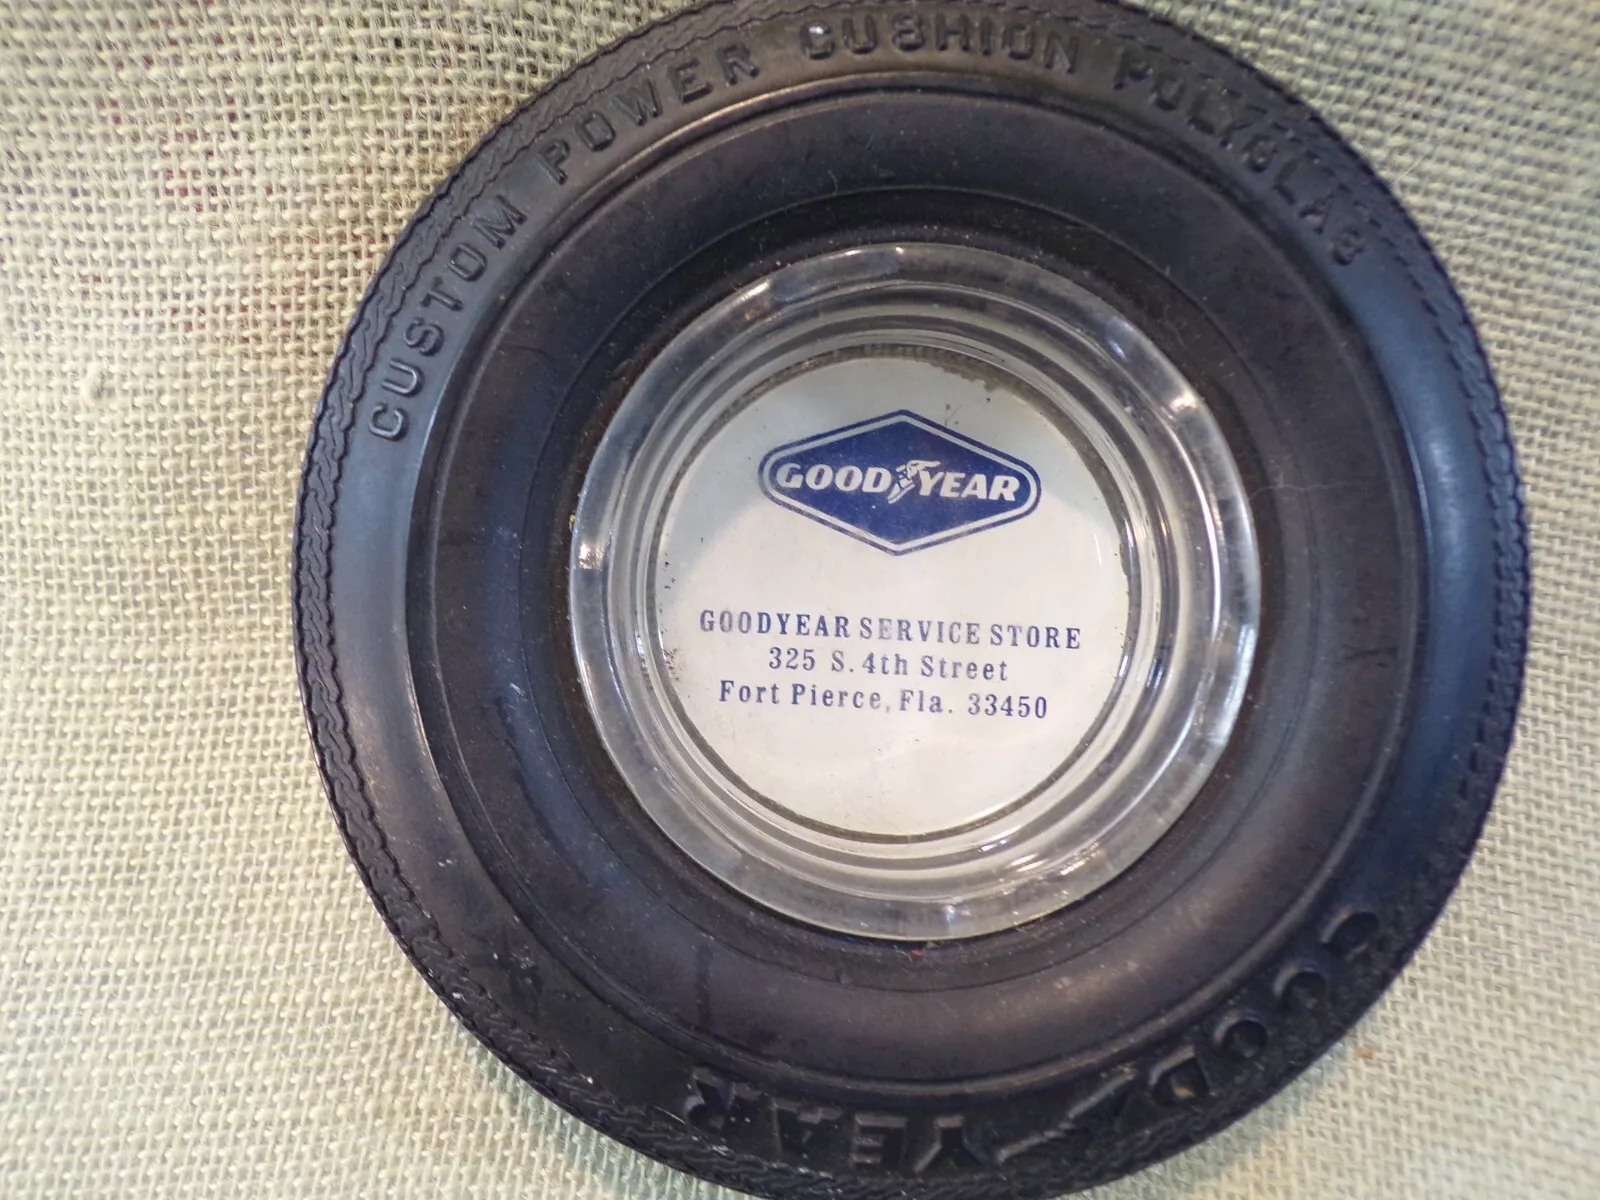 CUSTOM POWER CUSHION POLYGLAS
GOODYEAR
GOODYEAR SERVICE STORE
325 S. 4th Street
Fort Pierce, Fla. 33450
GOODYEAR